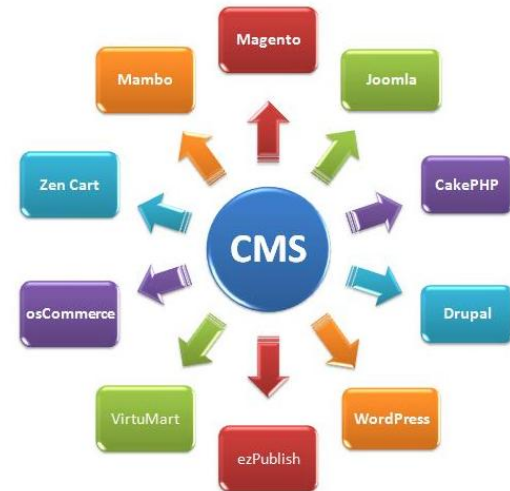 Magento
Mambo
Joomla
Zen Cart
CakePHP
CMS
osCommerce
Drupal
VirtuMart
WordPress
ezPublish